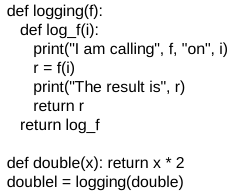 def logging(f):
   def log_f(i):
      print("I am calling", f, "on", i)
      r = f(i)
      print("The result is", r)
      return r
   return log_f

def double(x): return x * 2
doublel = logging(double)